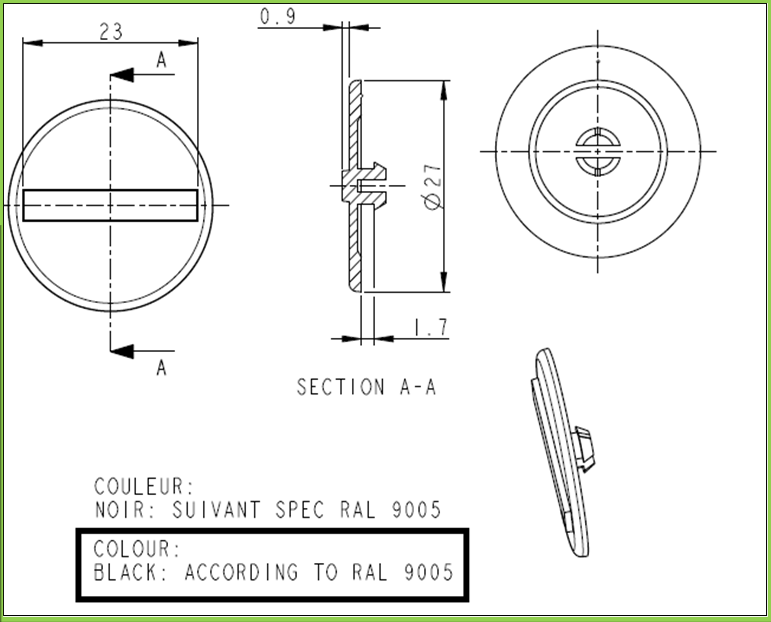 23
A
0.9
Ø27
1.7
A
SECTION A-A
COULEUR:
NOIR: SUIVANT SPEC RAL 9005
COLOUR:
BLACK: ACCORDING TO RAL 9005